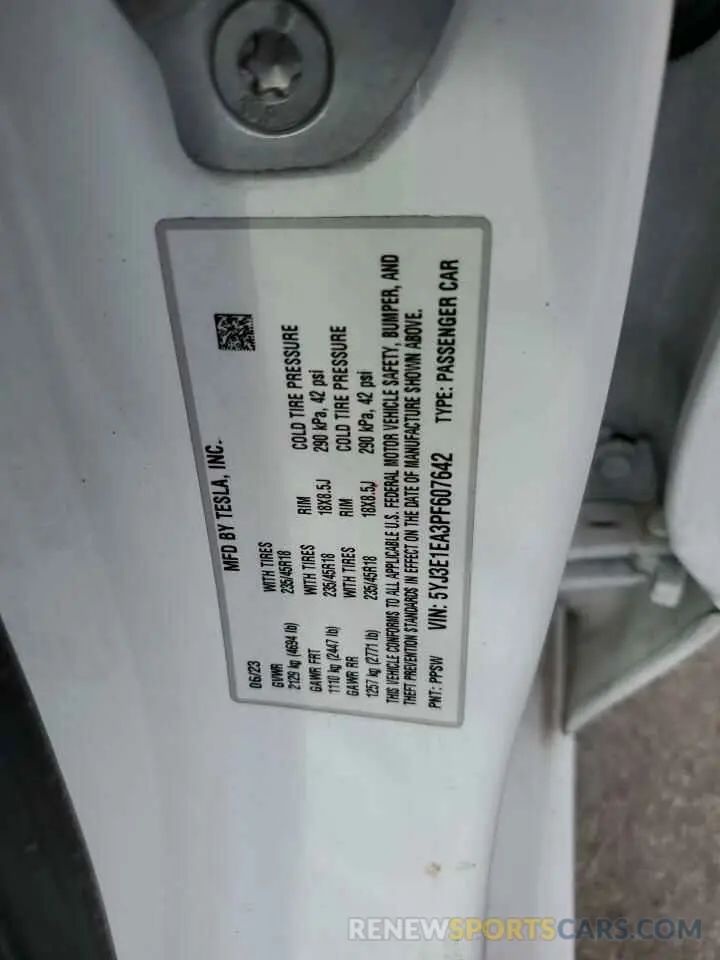 MFD BY TESLA, INC.
06/23
GVWR WITH TIRES RIM COLD TIRE PRESSURE
2129 kg (4694 lb) 235/45R18 18X8.5J 290 kPa, 42 psi
GAWR FRT WITH TIRES RIM COLD TIRE PRESSURE
1110 kg (2447 lb) 235/45R18 18X8.5J 290 kPa, 42 psi
GAWR RR
1257 kg (2771 lb) 235/45R18
THIS VEHICLE CONFORMS TO ALL APPLICABLE U.S. FEDERAL MOTOR VEHICLE SAFETY, BUMPER, AND
THEFT PREVENTION STANDARDS IN EFFECT ON THE DATE OF MANUFACTURE SHOWN ABOVE.
PNT: PPSW VIN: 5YJ3E1EA3PF607642 TYPE: PASSENGER CAR
RENEWSPORTSCARS.COM